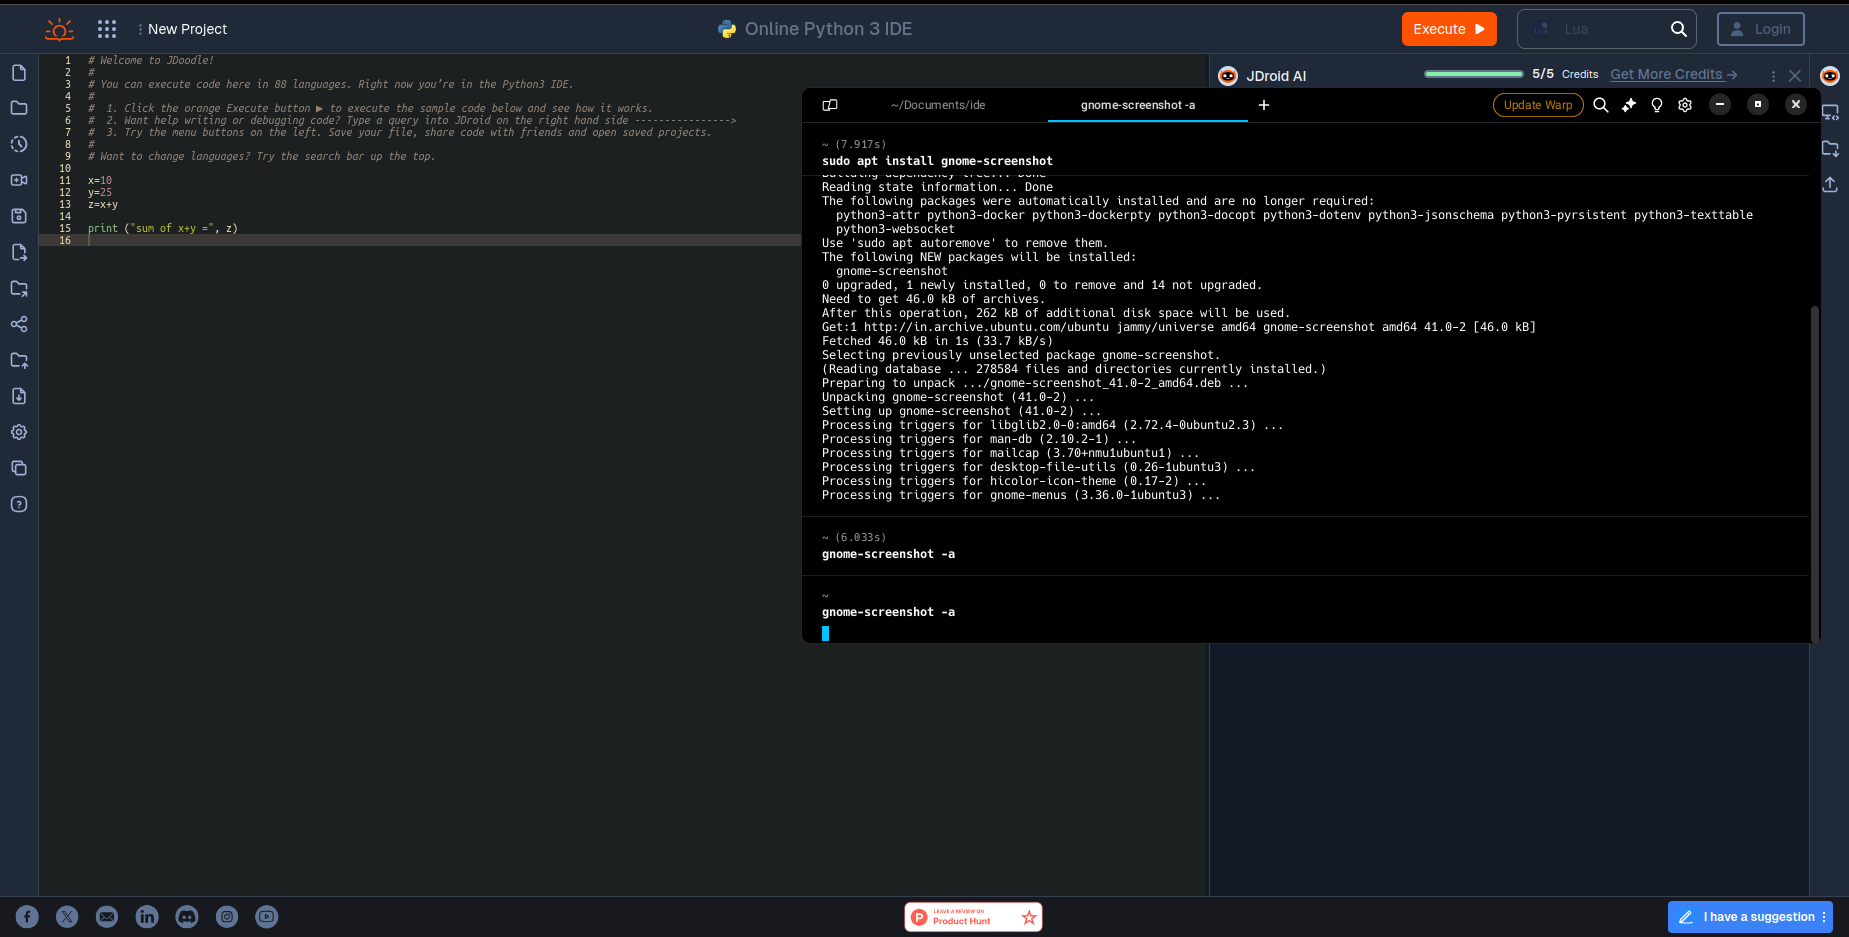 New Project
Online Python 3 IDE
Execute
Lua
Login
1 # Welcome to JDoodle!
2 #
3 # You can execute code here in 88 languages. Right now you're in the Python3 IDE.
4 #
5 #  1. Click the orange Execute button ▶ to execute the sample code below and see how it works.
6 #  2. Want help writing or debugging code? Type a query into JDroid on the right hand side ---------------->
7 #  3. Try the menu buttons on the left. Save your file, share code with friends and open saved projects.
8 #
9 # Want to change languages? Try the search bar up the top.
10
11 x=10
12 y=25
13 z=x+y
14
15 print ("sum of x+y =", z)
16
JDroid AI
5/5 Credits
Get More Credits →
~/Documents/ide
gnome-screenshot -a
+
Update Warp
~ (7.917s)
sudo apt install gnome-screenshot
Building dependency tree... Done
Reading state information... Done
The following packages were automatically installed and are no longer required:
  python3-attr python3-docker python3-dockerpty python3-docopt python3-dotenv python3-jsonschema python3-pyrsistent python3-texttable
  python3-websocket
Use 'sudo apt autoremove' to remove them.
The following NEW packages will be installed:
  gnome-screenshot
0 upgraded, 1 newly installed, 0 to remove and 14 not upgraded.
Need to get 46.0 kB of archives.
After this operation, 262 kB of additional disk space will be used.
Get:1 http://in.archive.ubuntu.com/ubuntu jammy/universe amd64 gnome-screenshot amd64 41.0-2 [46.0 kB]
Fetched 46.0 kB in 1s (33.7 kB/s)
Selecting previously unselected package gnome-screenshot.
(Reading database ... 278584 files and directories currently installed.)
Preparing to unpack .../gnome-screenshot_41.0-2_amd64.deb ...
Unpacking gnome-screenshot (41.0-2) ...
Setting up gnome-screenshot (41.0-2) ...
Processing triggers for libglib2.0-0:amd64 (2.72.4-0ubuntu2.3) ...
Processing triggers for man-db (2.10.2-1) ...
Processing triggers for mailcap (3.70+nmu1ubuntu1) ...
Processing triggers for desktop-file-utils (0.26-1ubuntu3) ...
Processing triggers for hicolor-icon-theme (0.17-2) ...
Processing triggers for gnome-menus (3.36.0-1ubuntu3) ...
~ (6.033s)
gnome-screenshot -a
~
gnome-screenshot -a
LEAVE A REVIEW ON
Product Hunt
I have a suggestion